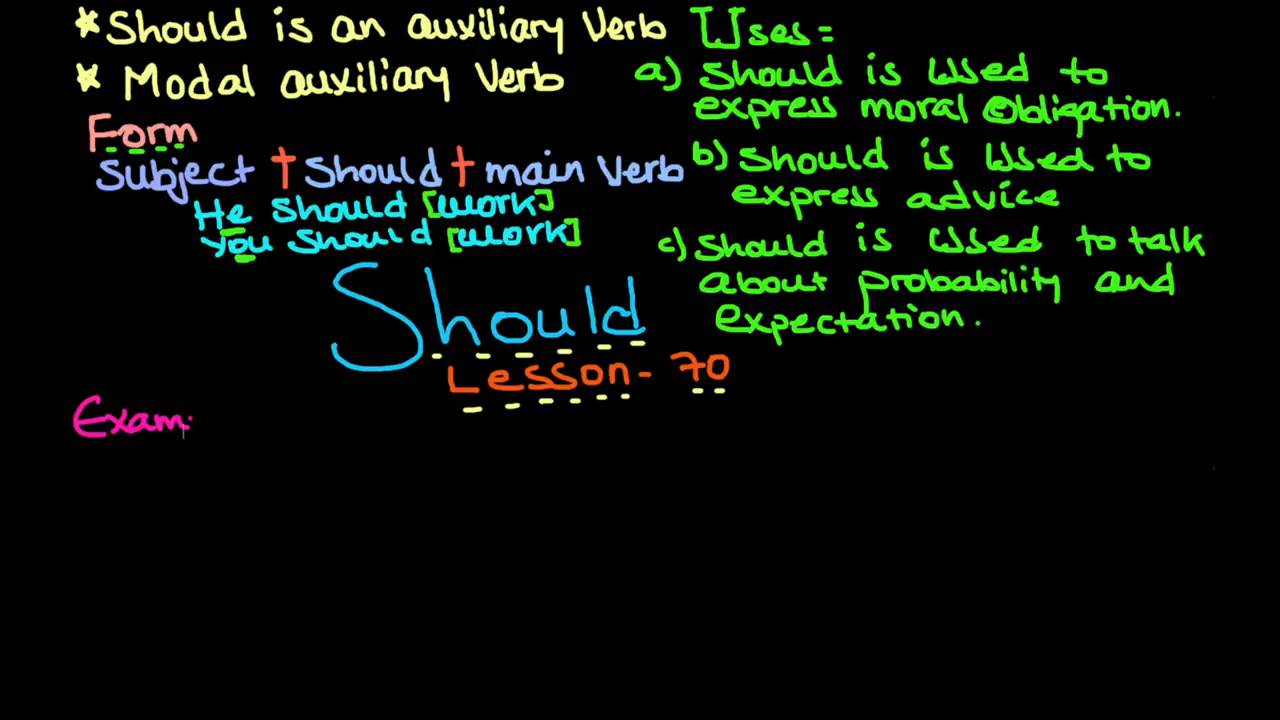 *Should is an auxiliary Verb
* Modal auxiliary Verb
Form
Subject + Should + main Verb
He Should [work]
You Should [work]
Uses=
a) Should is Used to
express moral Obligation.
b) Should is Used to
express advice
c) Should is Used to talk
about probability and
expectation.
Should
Lesson- 70
Exam